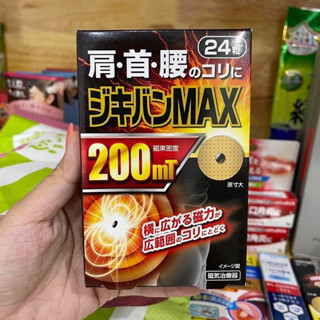 24粒
肩・首・腰のコリに
ジキバンMAX
磁束密度
200mT
原寸大
横に広がる磁力が
広範囲のコリにとどく
イメージ図
磁気治療器